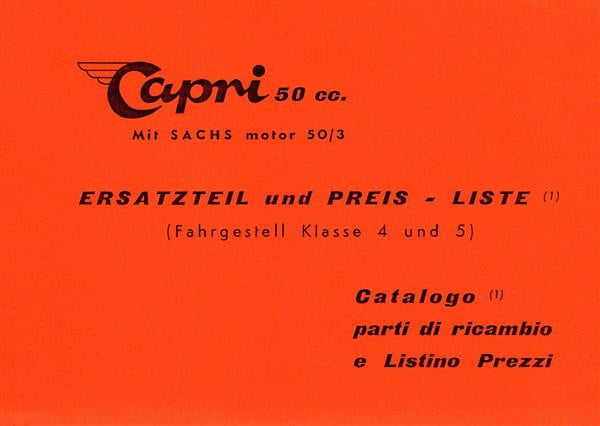 Capri 50 cc.
Mit SACHS motor 50/3
ERSATZTEIL und PREIS - LISTE (1)
(Fahrgestell Klasse 4 und 5)
Catalogo (1)
parti di ricambio
e Listino Prezzi